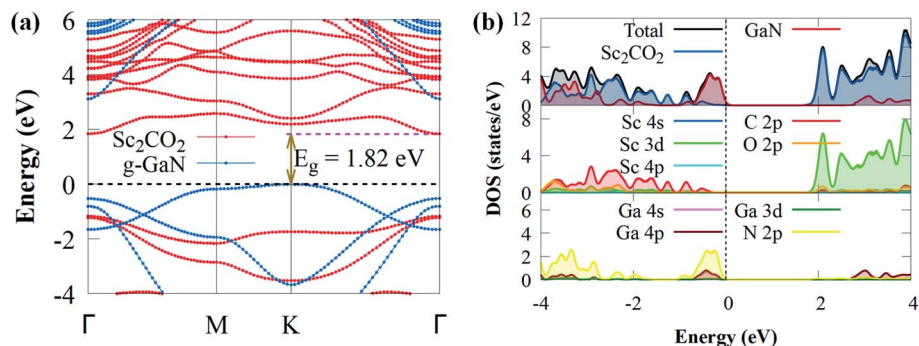 (a)
Energy (eV)
6
4
2
0
-2
-4
Sc₂CO₂
g-GaN
E_g = 1.82 eV
Γ M K Γ
(b)
DOS (states/eV)
Total GaN
Sc₂CO₂
12
8
4
0
Sc 4s C 2p
Sc 3d O 2p
Sc 4p
8
4
0
Ga 4s Ga 3d
Ga 4p N 2p
6
4
2
0
-4 -2 0 2 4
Energy (eV)